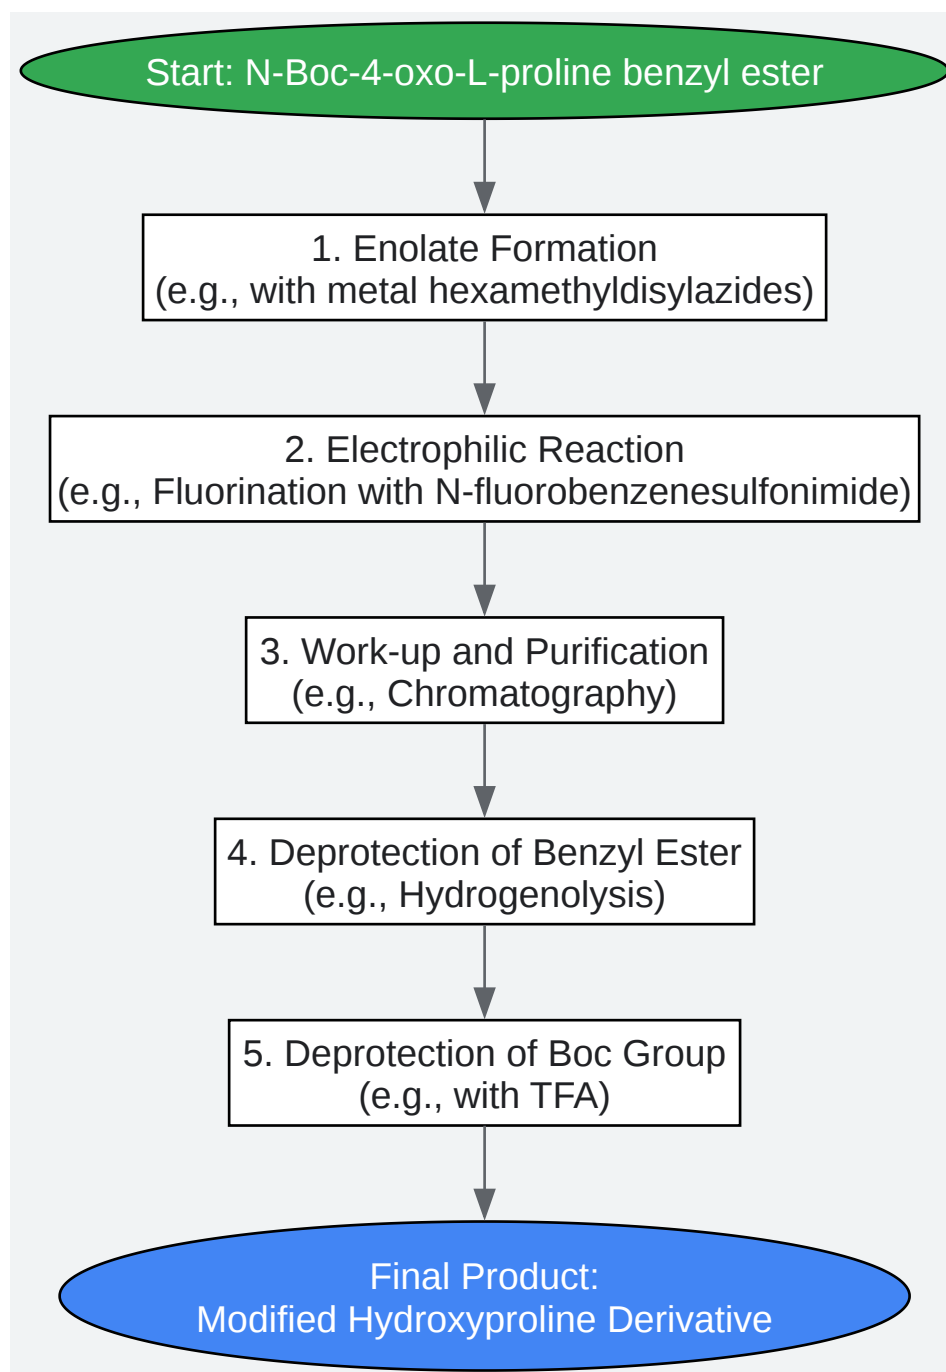 Start: N-Boc-4-oxo-L-proline benzyl ester
1. Enolate Formation
(e.g., with metal hexamethyldisylazides)
2. Electrophilic Reaction
(e.g., Fluorination with N-fluorobenzenesulfonimide)
3. Work-up and Purification
(e.g., Chromatography)
4. Deprotection of Benzyl Ester
(e.g., Hydrogenolysis)
5. Deprotection of Boc Group
(e.g., with TFA)
Final Product:
Modified Hydroxyproline Derivative